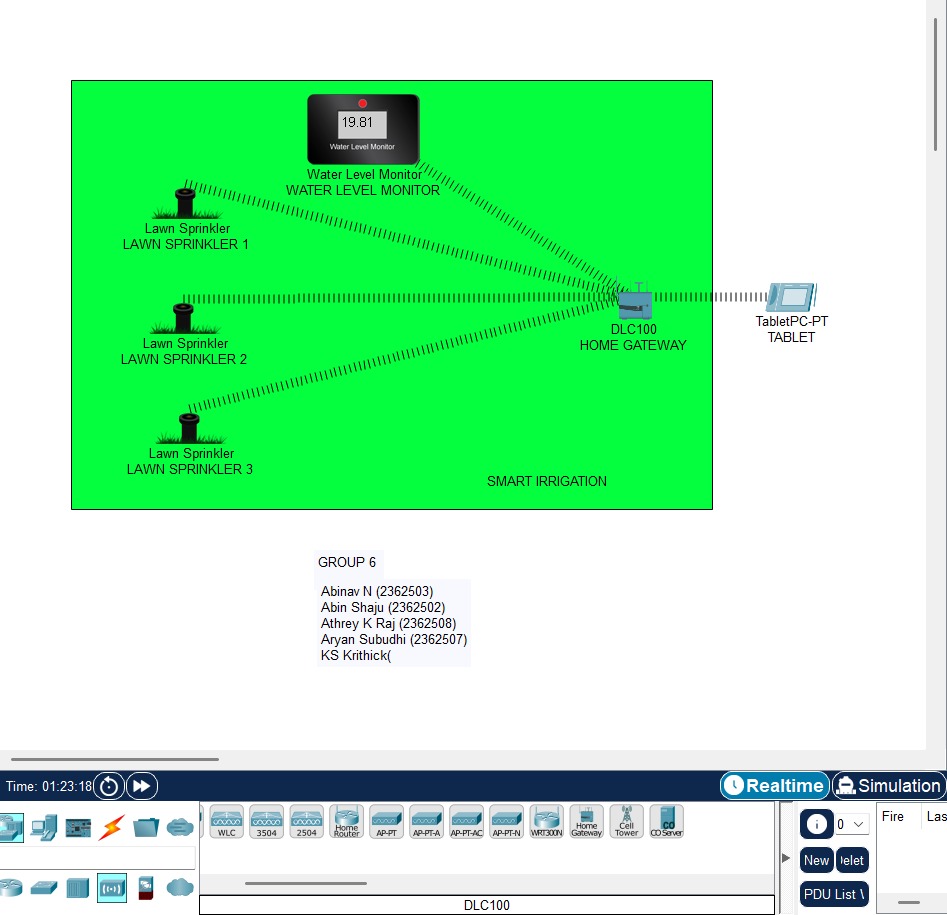 19.81
Water Level Monitor
Water Level Monitor
WATER LEVEL MONITOR
Lawn Sprinkler
LAWN SPRINKLER 1
Lawn Sprinkler
LAWN SPRINKLER 2
Lawn Sprinkler
LAWN SPRINKLER 3
DLC100
HOME GATEWAY
TabletPC-PT
TABLET
SMART IRRIGATION
GROUP 6
Abinav N (2362503)
Abin Shaju (2362502)
Athrey K Raj (2362508)
Aryan Subudhi (2362507)
KS Krithick(
Time: 01:23:18
Realtime
Simulation
WLC
3504
2504
Home Router
AP-PT
AP-PT-A
AP-PT-AC
AP-PT-N
WRT300N
Home Gateway
Cell Tower
CO Server
DLC100
0
Fire
Las
New
elet
PDU List